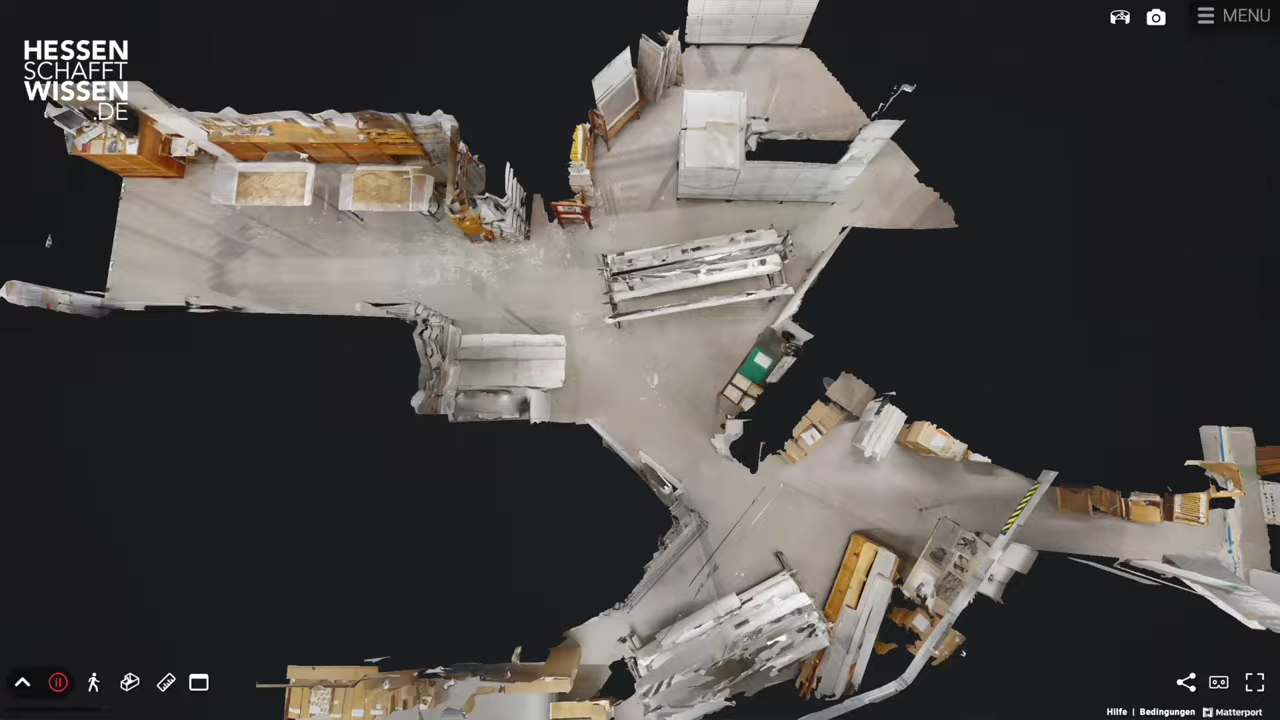 HESSEN
SCHAFFT
WISSEN
.DE
MENU
Hilfe | Bedingungen Matterport